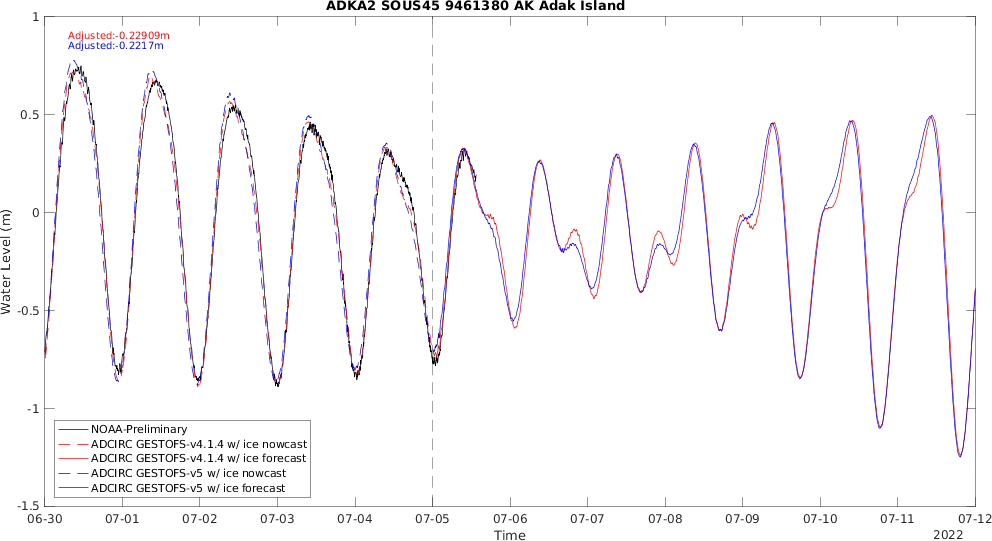 ADKA2 SOUS45 9461380 AK Adak Island
Adjusted:-0.22909m
Adjusted:-0.2217m
1
0.5
0
-0.5
-1
-1.5
Water Level (m)
NOAA-Preliminary
ADCIRC GESTOFS-v4.1.4 w/ ice nowcast
ADCIRC GESTOFS-v4.1.4 w/ ice forecast
ADCIRC GESTOFS-v5 w/ ice nowcast
ADCIRC GESTOFS-v5 w/ ice forecast
06-30 07-01 07-02 07-03 07-04 07-05 07-06 07-07 07-08 07-09 07-10 07-11 07-12
Time
2022